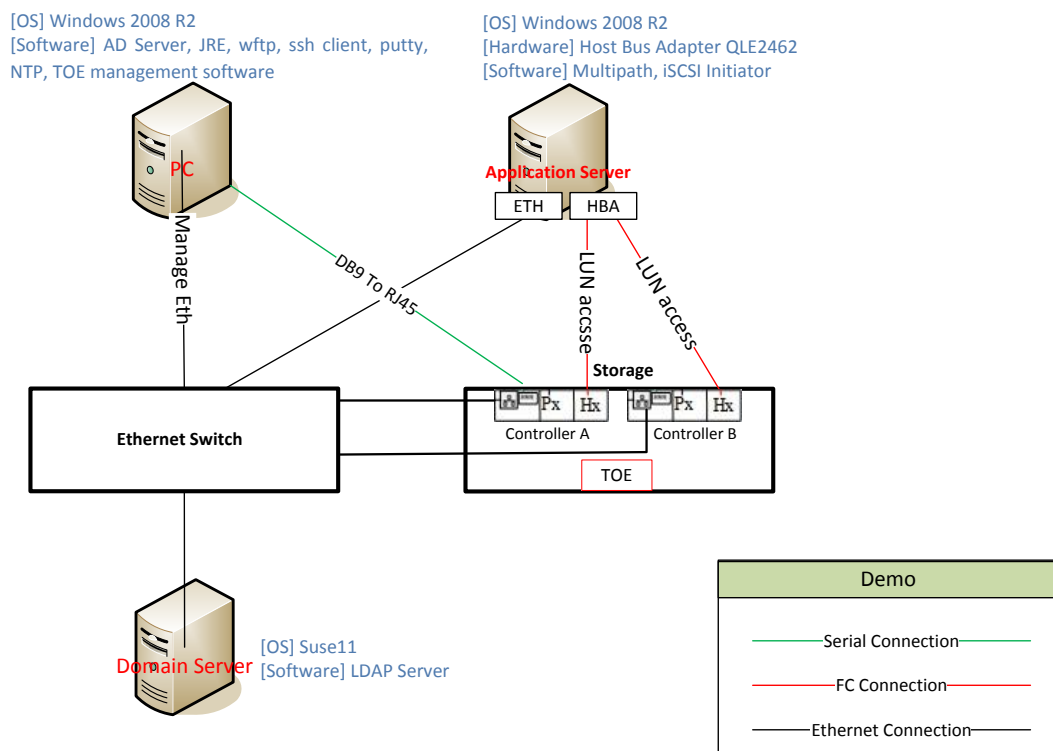 [OS] Windows 2008 R2
[Software] AD Server, JRE, wftp, ssh client, putty,
NTP, TOE management software
[OS] Windows 2008 R2
[Hardware] Host Bus Adapter QLE2462
[Software] Multipath, iSCSI Initiator
PC
Application Server
ETH
HBA
Manage Eth
DB9 To RJ45
LUN accsse
LUN access
Storage
Px
Hx
Px
Hx
Controller A
Controller B
Ethernet Switch
TOE
Domain Server
[OS] Suse11
[Software] LDAP Server
Demo
Serial Connection
FC Connection
Ethernet Connection